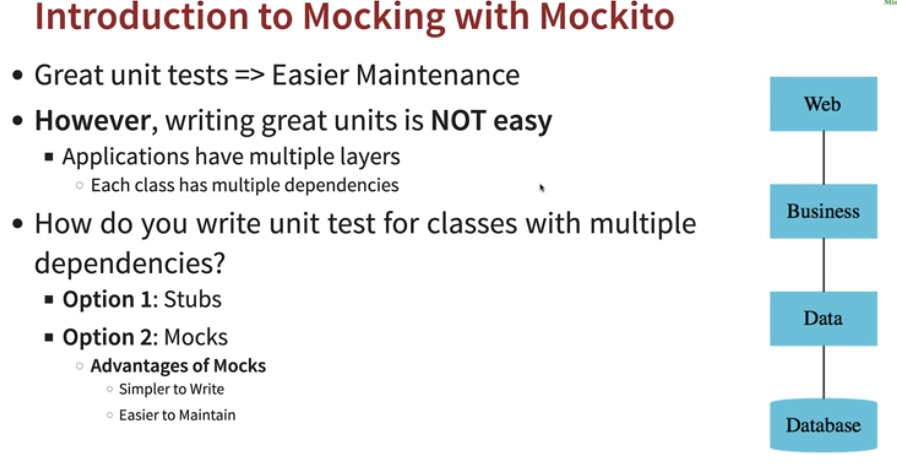 Introduction to Mocking with Mockito
• Great unit tests => Easier Maintenance
• However, writing great units is NOT easy
▪ Applications have multiple layers
○ Each class has multiple dependencies
• How do you write unit test for classes with multiple
dependencies?
▪ Option 1: Stubs
▪ Option 2: Mocks
○ Advantages of Mocks
○ Simpler to Write
○ Easier to Maintain
Web
Business
Data
Database